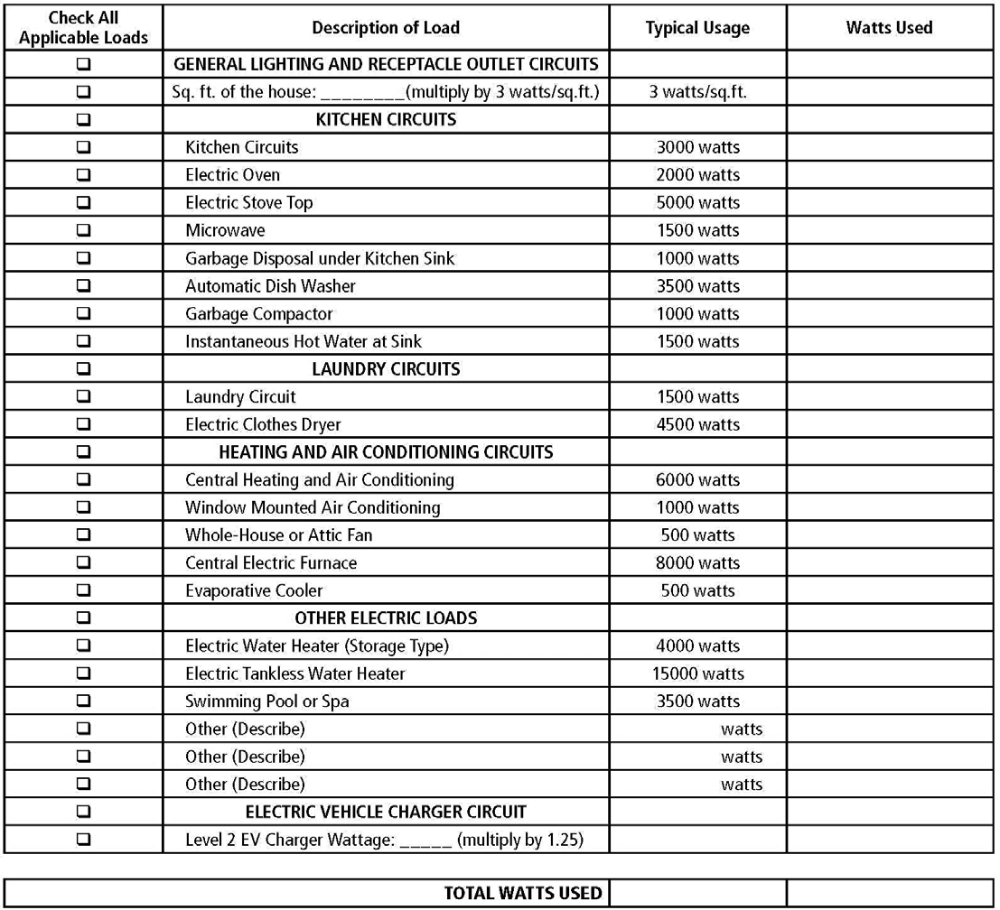 Check All
Applicable Loads
Description of Load
Typical Usage
Watts Used
GENERAL LIGHTING AND RECEPTACLE OUTLET CIRCUITS
Sq. ft. of the house: ________(multiply by 3 watts/sq.ft.) 3 watts/sq.ft.
KITCHEN CIRCUITS
Kitchen Circuits 3000 watts
Electric Oven 2000 watts
Electric Stove Top 5000 watts
Microwave 1500 watts
Garbage Disposal under Kitchen Sink 1000 watts
Automatic Dish Washer 3500 watts
Garbage Compactor 1000 watts
Instantaneous Hot Water at Sink 1500 watts
LAUNDRY CIRCUITS
Laundry Circuit 1500 watts
Electric Clothes Dryer 4500 watts
HEATING AND AIR CONDITIONING CIRCUITS
Central Heating and Air Conditioning 6000 watts
Window Mounted Air Conditioning 1000 watts
Whole-House or Attic Fan 500 watts
Central Electric Furnace 8000 watts
Evaporative Cooler 500 watts
OTHER ELECTRIC LOADS
Electric Water Heater (Storage Type) 4000 watts
Electric Tankless Water Heater 15000 watts
Swimming Pool or Spa 3500 watts
Other (Describe) watts
Other (Describe) watts
Other (Describe) watts
ELECTRIC VEHICLE CHARGER CIRCUIT
Level 2 EV Charger Wattage: _____ (multiply by 1.25)
TOTAL WATTS USED